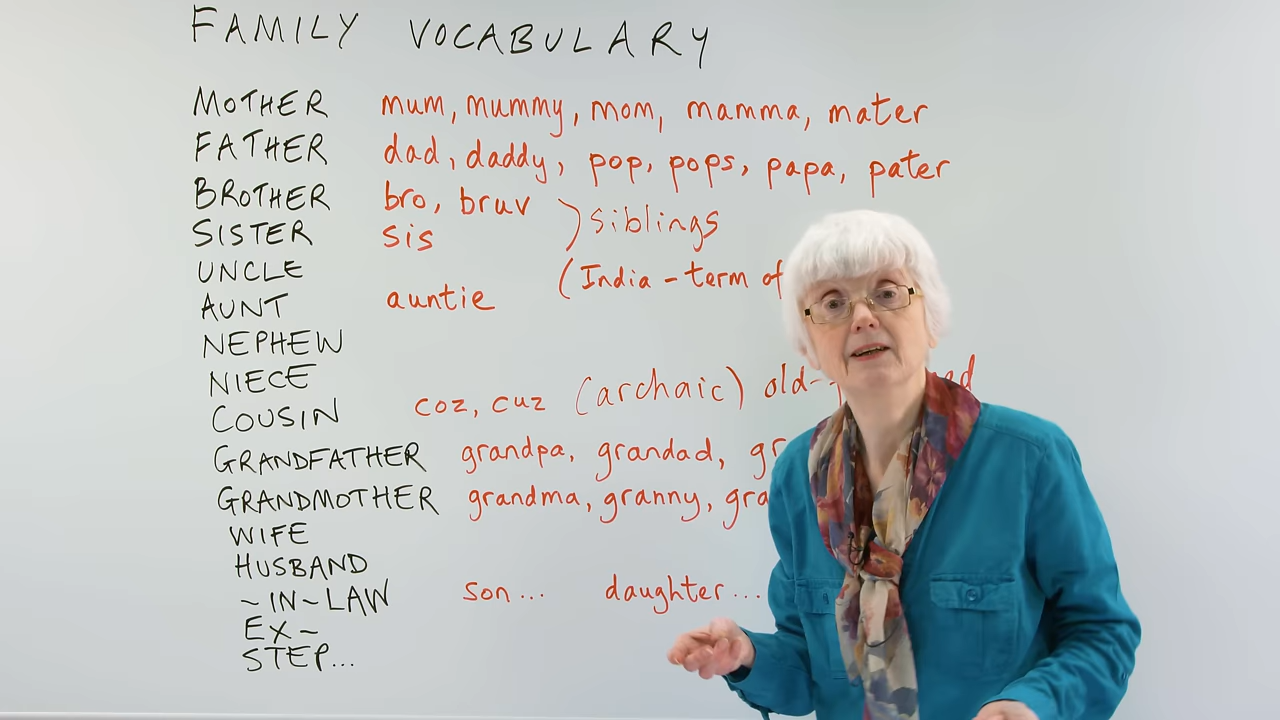 FAMILY VOCABULARY
MOTHER mum, mummy, mom, mamma, mater
FATHER dad, daddy, pop, pops, papa, pater
BROTHER bro, bruv
SISTER sis
) siblings
UNCLE
(India - term of
AUNT auntie
NEPHEW
NIECE
COUSIN coz, cuz (archaic) old-
GRANDFATHER grandpa, grandad,
GRANDMOTHER grandma, granny,
WIFE
HUSBAND
~IN~LAW son... daughter...
EX~
STEP...